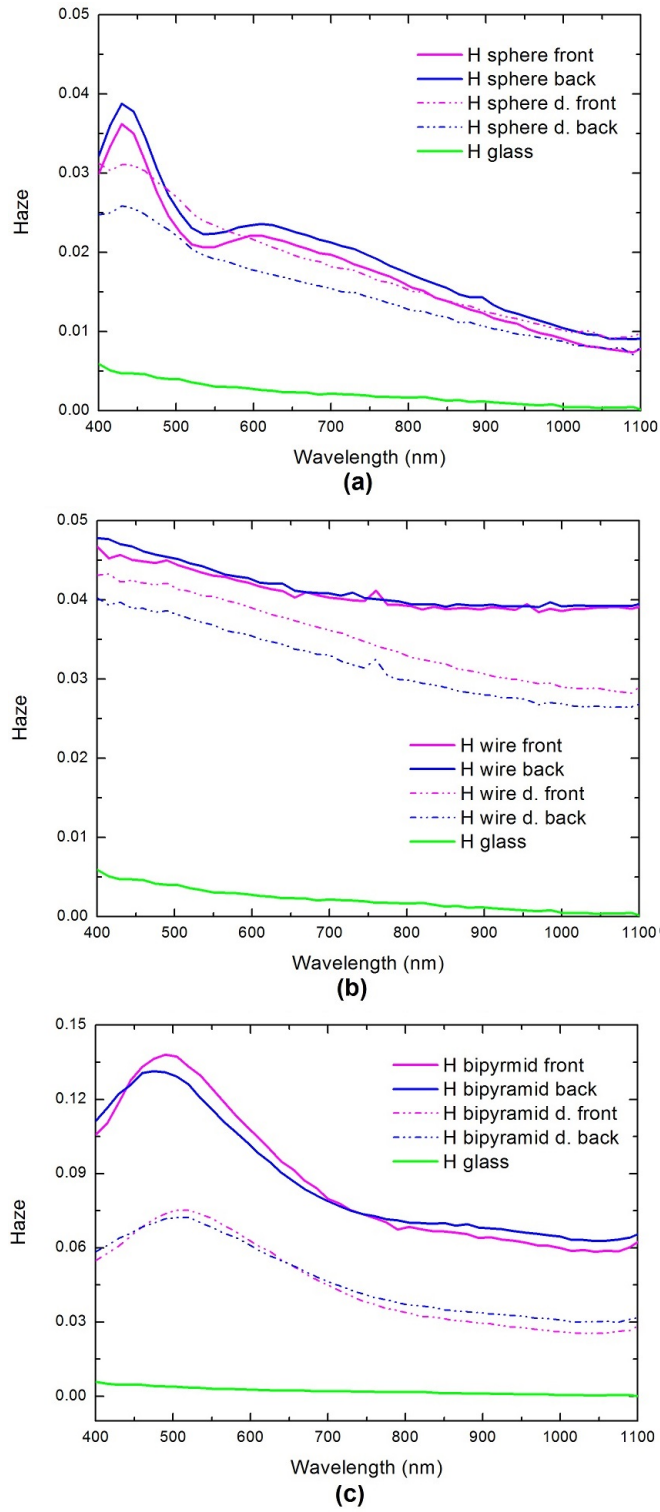 0.05
0.04
0.03
0.02
0.01
0.00
Haze
H sphere front
H sphere back
H sphere d. front
H sphere d. back
H glass
400 500 600 700 800 900 1000 1100
Wavelength (nm)
(a)
0.05
0.04
0.03
0.02
0.01
0.00
Haze
H wire front
H wire back
H wire d. front
H wire d. back
H glass
400 500 600 700 800 900 1000 1100
Wavelength (nm)
(b)
0.15
0.12
0.09
0.06
0.03
0.00
Haze
H bipyrmid front
H bipyramid back
H bipyramid d. front
H bipyramid d. back
H glass
400 500 600 700 800 900 1000 1100
Wavelength (nm)
(c)